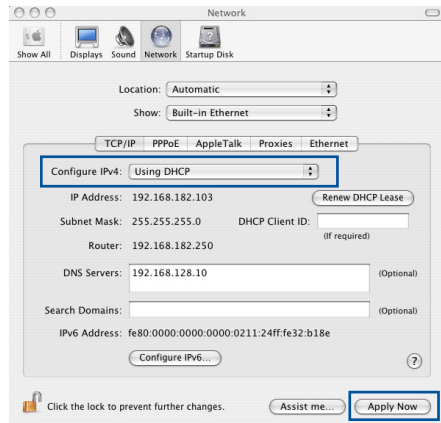 Network
Show All Displays Sound Network Startup Disk
Location: Automatic
Show: Built-in Ethernet
TCP/IP PPPoE AppleTalk Proxies Ethernet
Configure IPv4: Using DHCP
IP Address: 192.168.182.103 Renew DHCP Lease
Subnet Mask: 255.255.255.0 DHCP Client ID:
(If required)
Router: 192.168.182.250
DNS Servers: 192.168.128.10 (Optional)
Search Domains: (Optional)
IPv6 Address: fe80:0000:0000:0000:0211:24ff:fe32:b18e
Configure IPv6... ?
Click the lock to prevent further changes. Assist me... Apply Now